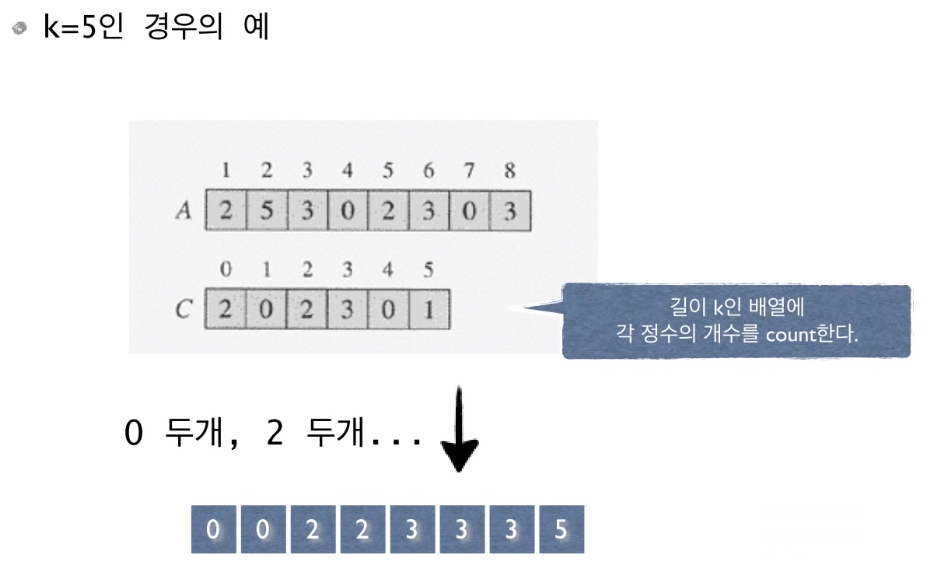 k=5인 경우의 예
1 2 3 4 5 6 7 8
A 2 5 3 0 2 3 0 3
0 1 2 3 4 5
C 2 0 2 3 0 1
길이 k인 배열에
각 정수의 개수를 count한다.
0 두개, 2 두개...
0 0 2 2 3 3 3 5